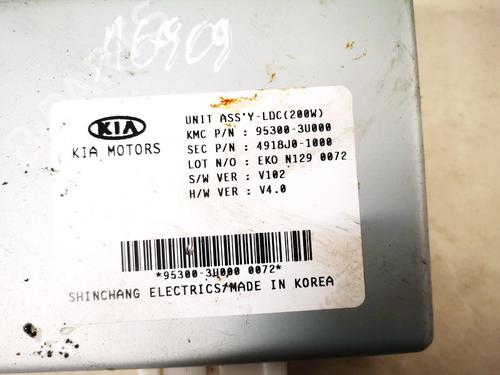 A6909
UNIT ASS'Y-LDC(200W)
KIA
KMC P/N : 95300-3U000
KIA MOTORS
SEC P/N : 4918J0-1000
LOT N/O : EKO N129 0072
S/W VER : V102
H/W VER : V4.0
*95300-3U000 0072*
SHINCHANG ELECTRICS/MADE IN KOREA